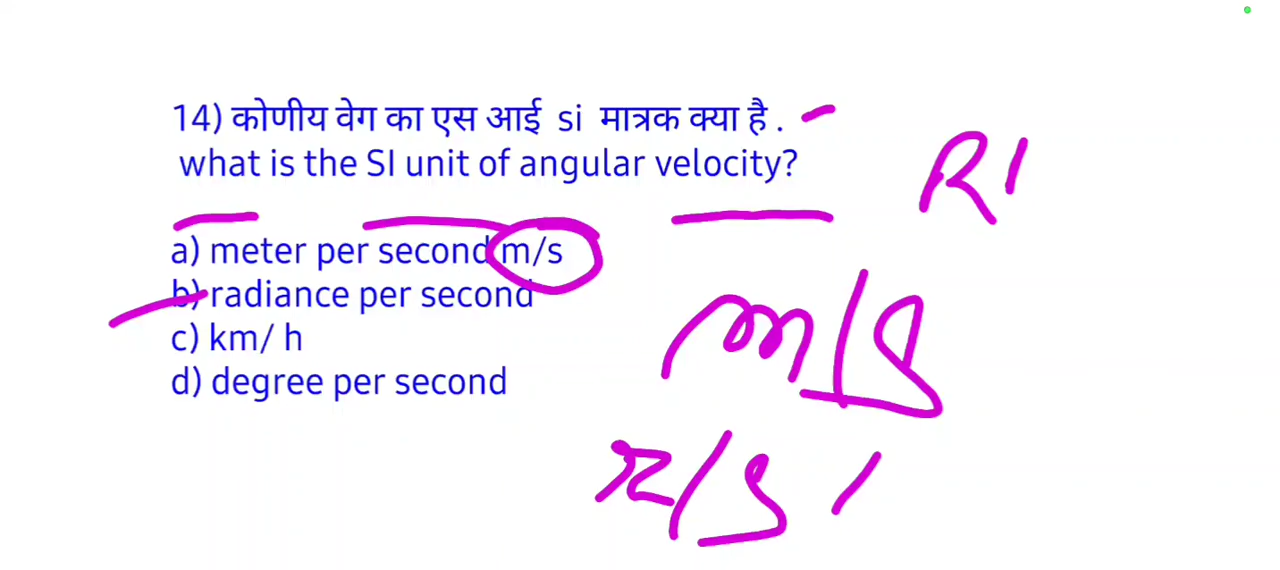 14) कोणीय वेग का एस आई si मात्रक क्या है .
what is the SI unit of angular velocity?
a) meter per second m/s
b) radiance per second
c) km/ h
d) degree per second
m/s